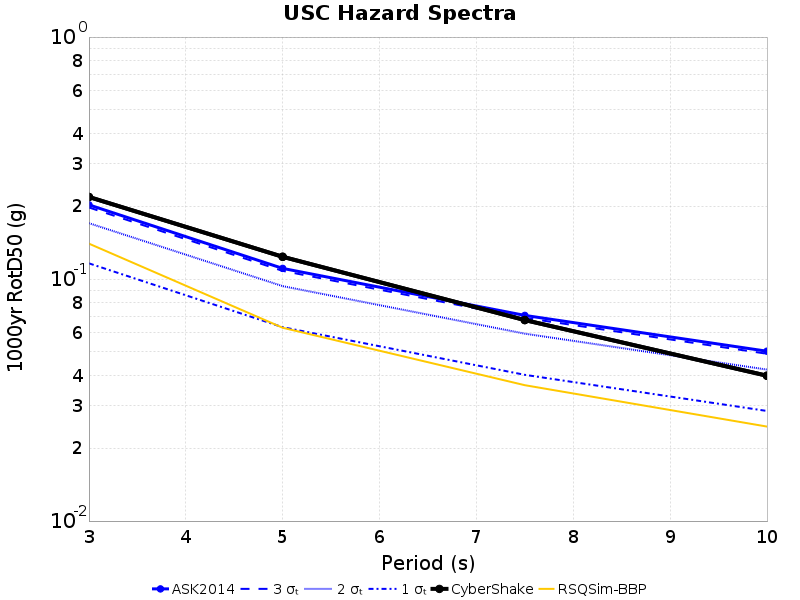 USC Hazard Spectra
10^0
8
6
4
3
2
10^-1
8
6
4
3
2
10^-2
1000yr RotD50 (g)
3 4 5 6 7 8 9 10
Period (s)
ASK2014 3 σₜ 2 σₜ 1 σₜ CyberShake RSQSim-BBP